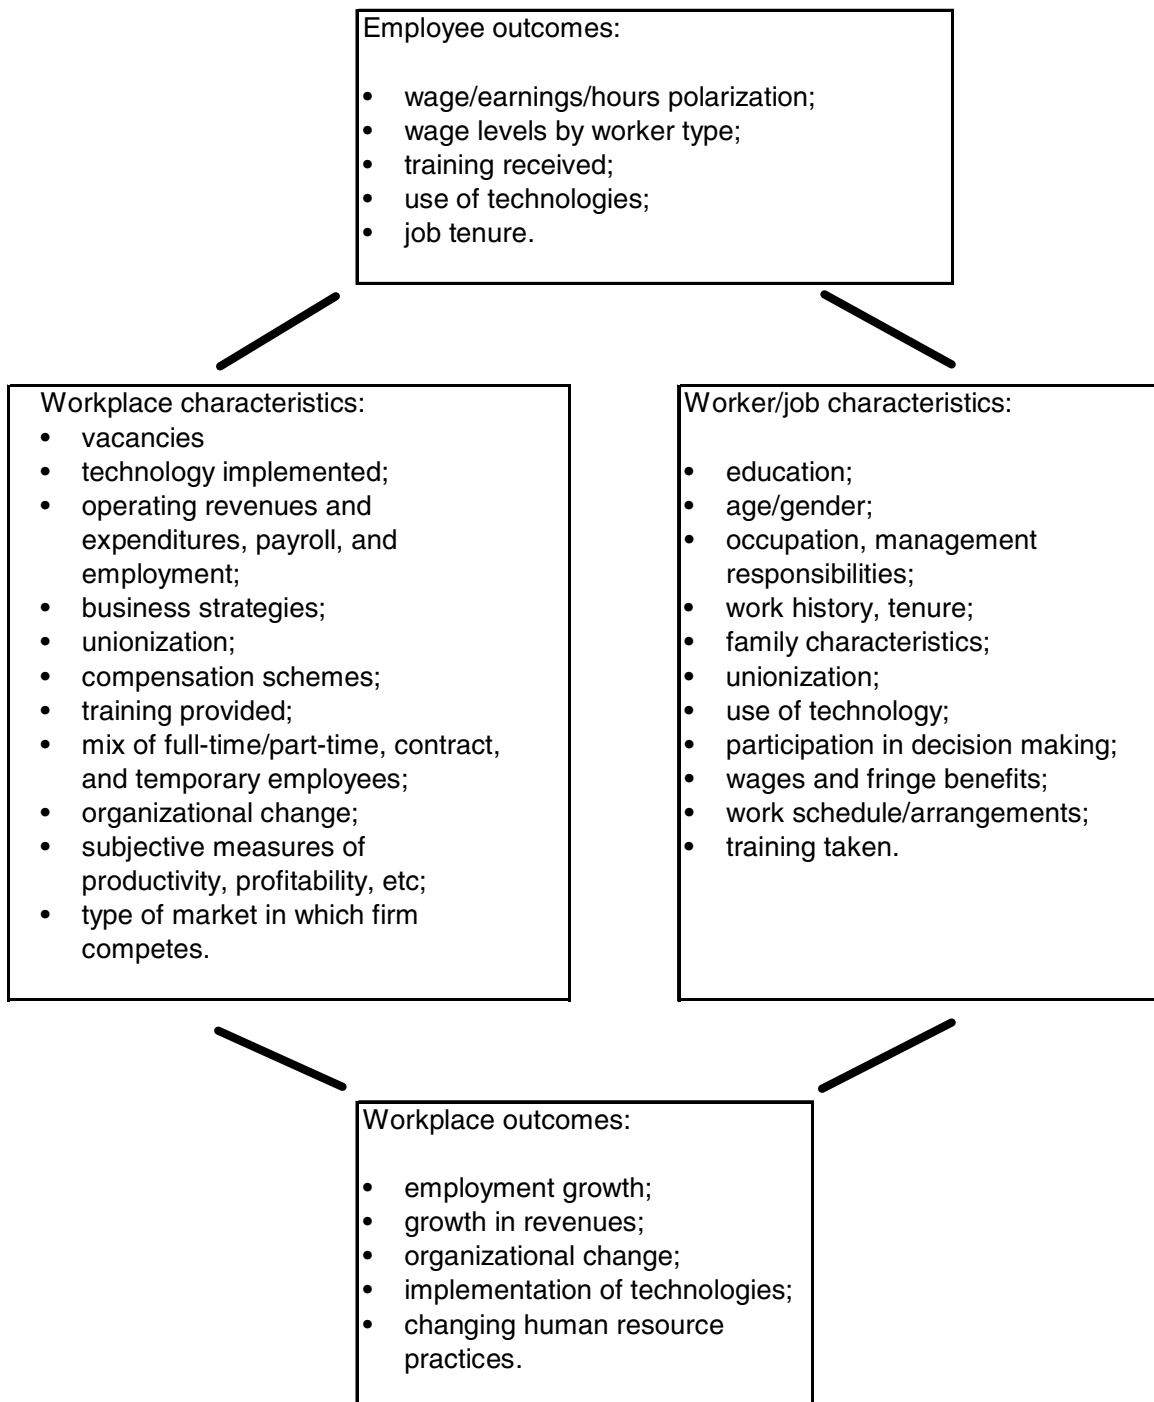 Employee outcomes:
• wage/earnings/hours polarization;
• wage levels by worker type;
• training received;
• use of technologies;
• job tenure.
Workplace characteristics:
• vacancies
• technology implemented;
• operating revenues and
expenditures, payroll, and
employment;
• business strategies;
• unionization;
• compensation schemes;
• training provided;
• mix of full-time/part-time, contract,
and temporary employees;
• organizational change;
• subjective measures of
productivity, profitability, etc;
• type of market in which firm
competes.
Worker/job characteristics:
• education;
• age/gender;
• occupation, management
responsibilities;
• work history, tenure;
• family characteristics;
• unionization;
• use of technology;
• participation in decision making;
• wages and fringe benefits;
• work schedule/arrangements;
• training taken.
Workplace outcomes:
• employment growth;
• growth in revenues;
• organizational change;
• implementation of technologies;
• changing human resource
practices.